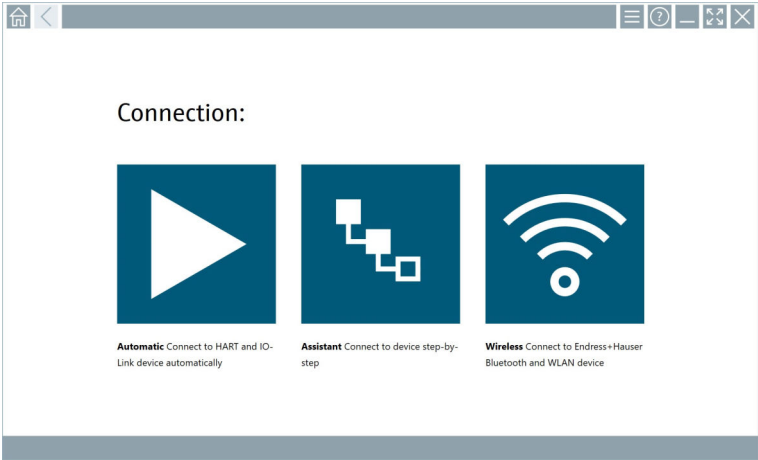 Connection:
Automatic Connect to HART and IO-
Link device automatically
Assistant Connect to device step-by-
step
Wireless Connect to Endress+Hauser
Bluetooth and WLAN device